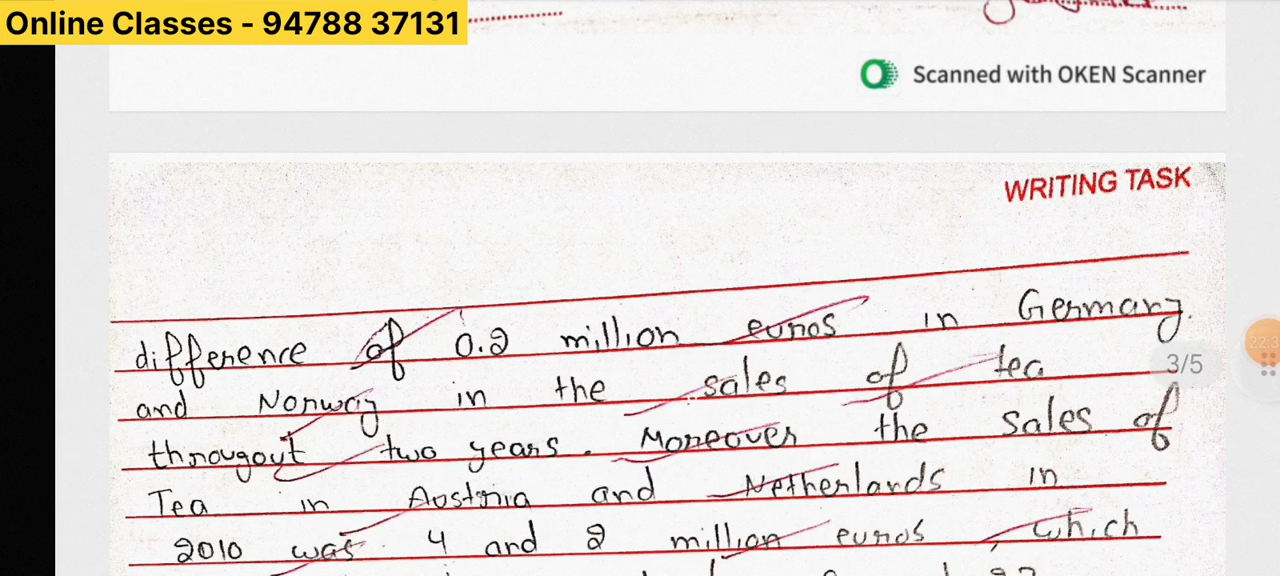 Online Classes - 94788 37131
Scanned with OKEN Scanner
WRITING TASK
difference of 0.2 million euros in Germany.
and Norway in the sales of tea
3/5
througout two years. Moreover the sales of
Tea in Austria and Netherlands in
2010 was 4 and 2 million euros, which